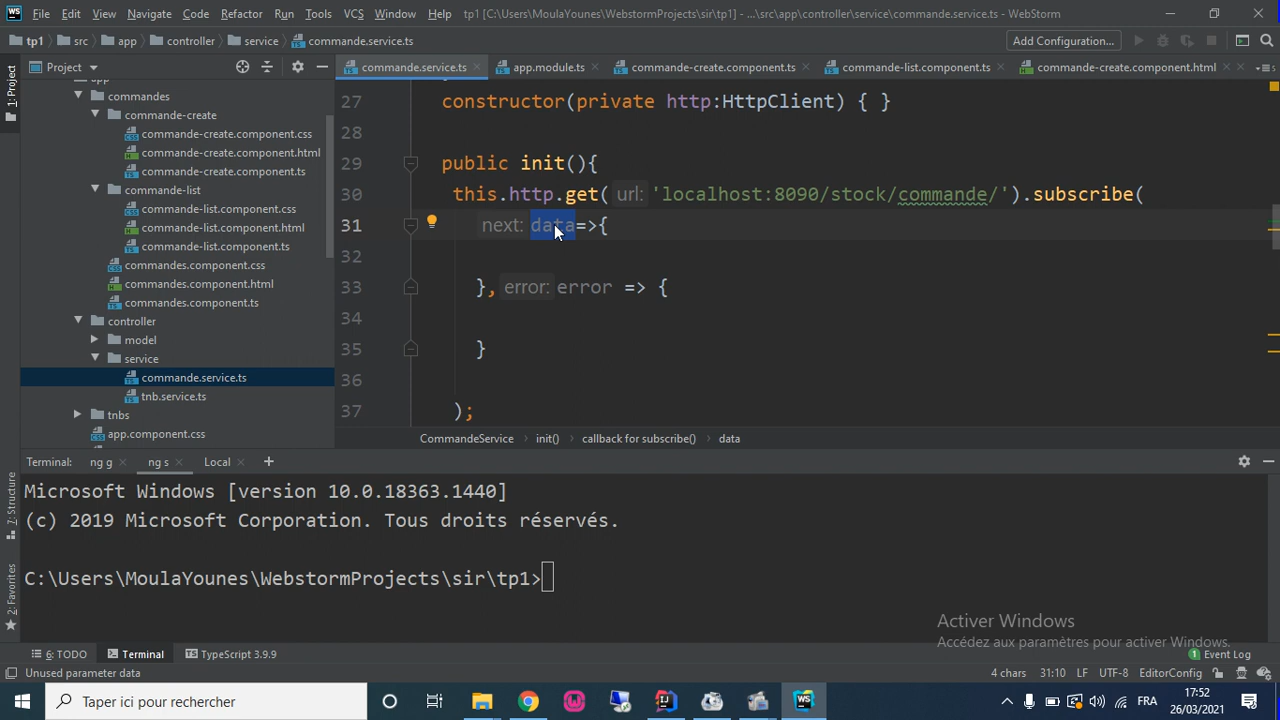 File Edit View Navigate Code Refactor Run Tools VCS Window Help tp1 [C:\Users\MoulaYounes\WebstormProjects\sir\tp1] - ...\src\app\controller\service\commande.service.ts - WebStorm
tp1 src app controller service commande.service.ts Add Configuration...
Project commande.service.ts app.module.ts commande-create.component.ts commande-list.component.ts commande-create.component.html
1: Project
app
commandes
commande-create
commande-create.component.css
commande-create.component.html
commande-create.component.ts
commande-list
commande-list.component.css
commande-list.component.html
commande-list.component.ts
commandes.component.css
commandes.component.html
commandes.component.ts
controller
model
service
commande.service.ts
tnb.service.ts
tnbs
app.component.css
27 constructor(private http:HttpClient) { }
28
29 public init(){
30 this.http.get( url: 'localhost:8090/stock/commande/').subscribe(
31 next: data=>{
32
33 }, error: error => {
34
35 }
36
37 );
CommandeService init() callback for subscribe() data
Terminal: ng g ng s Local
Microsoft Windows [version 10.0.18363.1440]
(c) 2019 Microsoft Corporation. Tous droits réservés.
C:\Users\MoulaYounes\WebstormProjects\sir\tp1>
7: Structure
2: Favorites
Activer Windows
Accédez aux paramètres pour activer Windows.
6: TODO Terminal TypeScript 3.9.9 1 Event Log
Unused parameter data 4 chars 31:10 LF UTF-8 EditorConfig
Taper ici pour rechercher FRA 17:52
26/03/2021